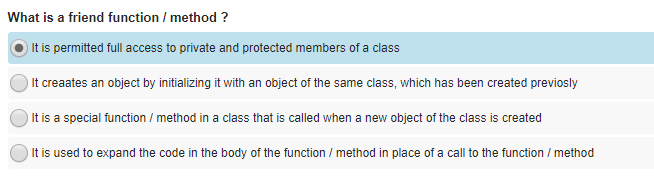 What is a friend function / method ?
It is permitted full access to private and protected members of a class
It creaates an object by initializing it with an object of the same class, which has been created previosly
It is a special function / method in a class that is called when a new object of the class is created
It is used to expand the code in the body of the function / method in place of a call to the function / method